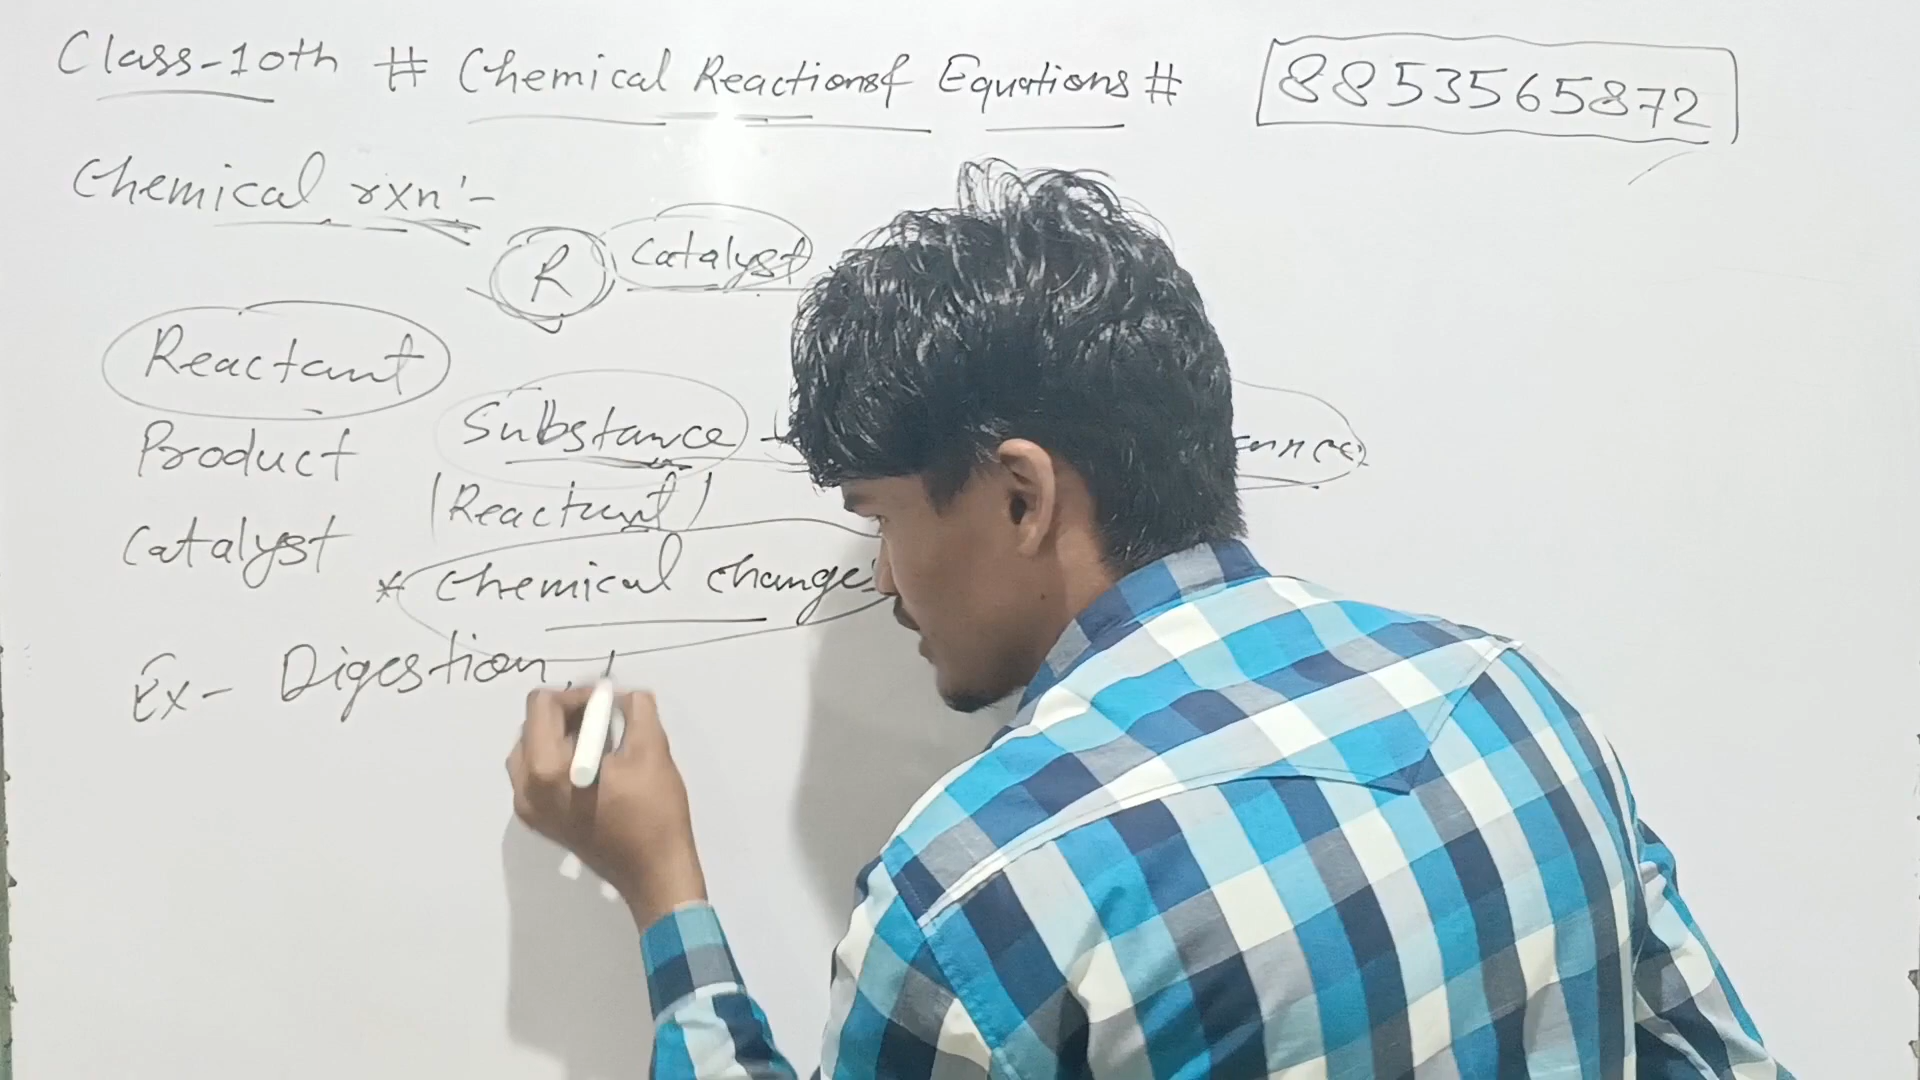 Class-10th # Chemical Reactions & Equations # 8853565872
Chemical rxn:-
R Catalyst
Reactant
Substance
Product
(Reactant)
Catalyst
* Chemical change
Ex- Digestion,